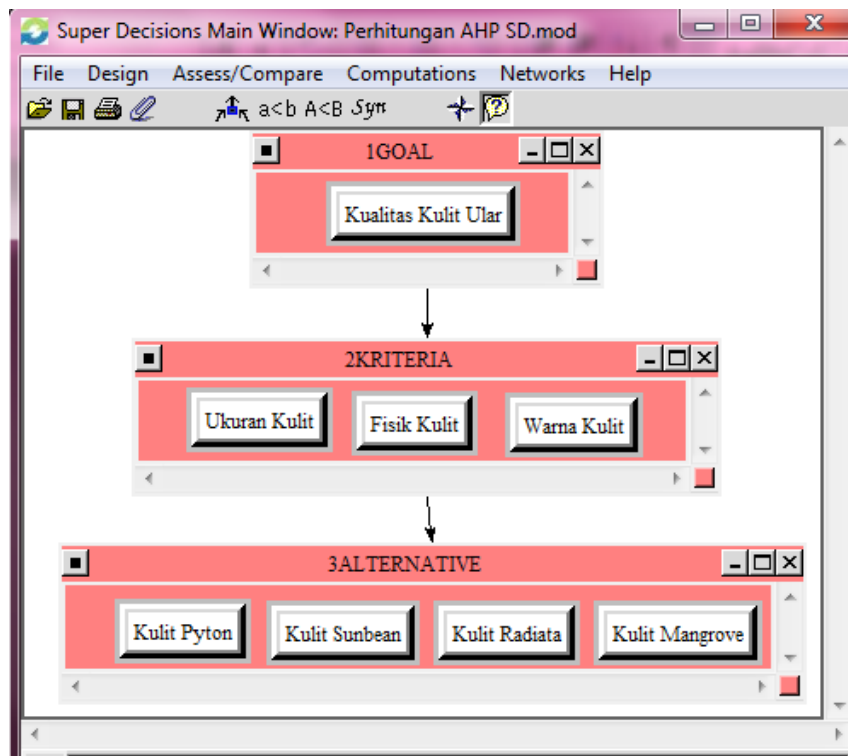 Super Decisions Main Window: Perhitungan AHP SD.mod
File Design Assess/Compare Computations Networks Help
a<b A<B Syn
1GOAL
Kualitas Kulit Ular
2KRITERIA
Ukuran Kulit Fisik Kulit Warna Kulit
3ALTERNATIVE
Kulit Pyton Kulit Sunbean Kulit Radiata Kulit Mangrove